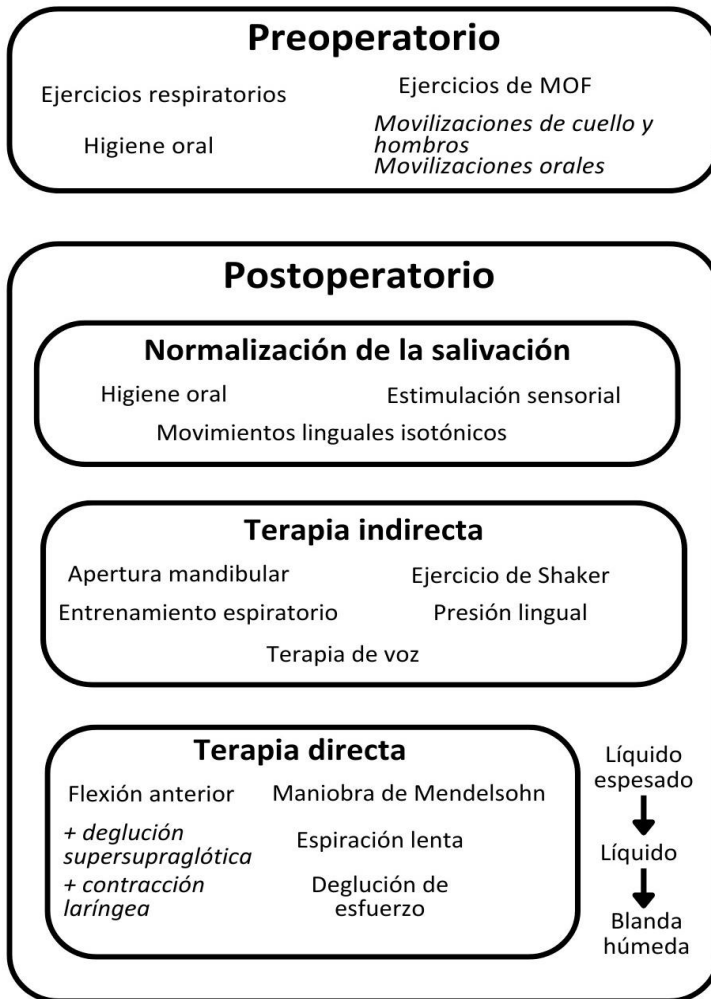 Preoperatorio
Ejercicios respiratorios
Higiene oral
Ejercicios de MOF
Movilizaciones de cuello y
hombros
Movilizaciones orales
Postoperatorio
Normalización de la salivación
Higiene oral
Estimulación sensorial
Movimientos linguales isotónicos
Terapia indirecta
Apertura mandibular
Ejercicio de Shaker
Entrenamiento espiratorio
Presión lingual
Terapia de voz
Terapia directa
Flexión anterior
+ deglución
supersupraglótica
+ contracción
laríngea
Maniobra de Mendelsohn
Espiración lenta
Deglución de
esfuerzo
Líquido
espesado
Líquido
Blanda
húmeda